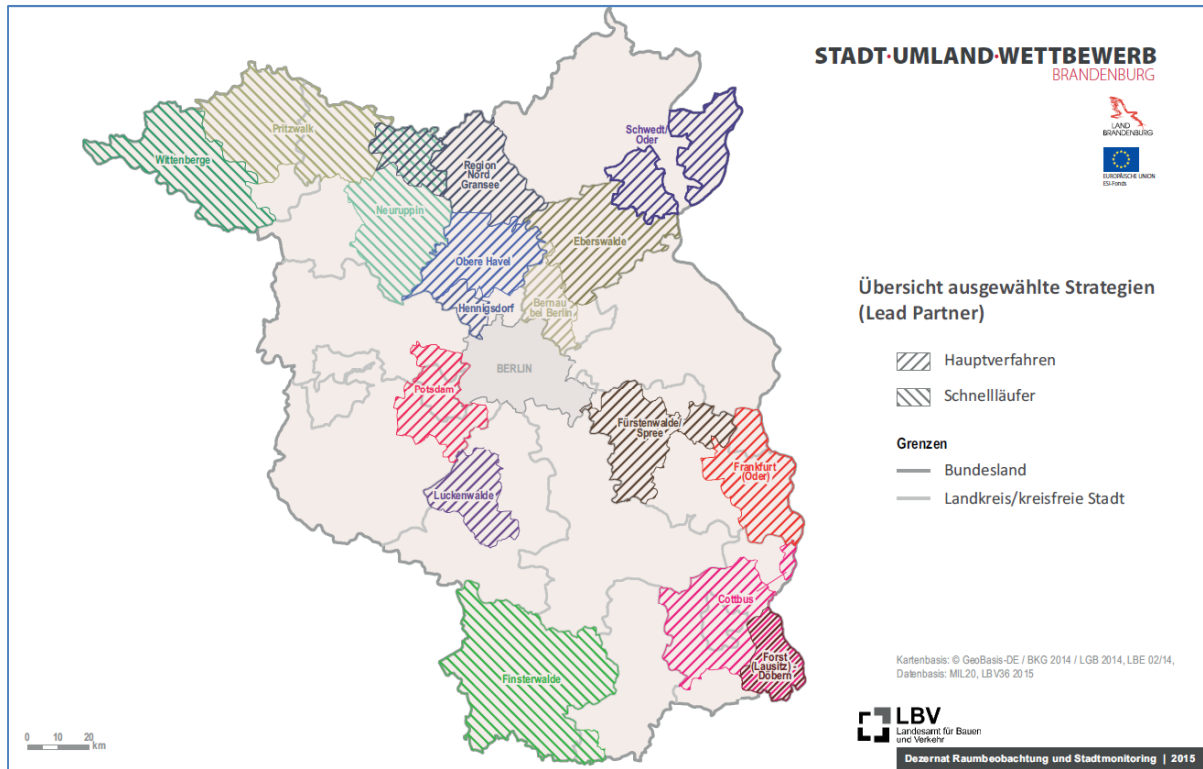 STADT·UMLAND·WETTBEWERB
BRANDENBURG
LAND
BRANDENBURG
EUROPÄISCHE UNION
ESI-Fonds
Schwedt/
Oder
Pritzwalk
Wittenberge
Region
Nord
Gransee
Neuruppin
Eberswalde
Obere Havel
Hennigsdorf
Bernau
bei Berlin
BERLIN
Potsdam
Fürstenwalde/
Spree
Frankfurt
(Oder)
Luckenwalde
Cottbus
Forst
(Lausitz) -
Döbern
Finsterwalde
Übersicht ausgewählte Strategien
(Lead Partner)
Hauptverfahren
Schnellläufer
Grenzen
Bundesland
Landkreis/kreisfreie Stadt
Kartenbasis: © GeoBasis-DE / BKG 2014 / LGB 2014, LBE 02/14,
Datenbasis: MIL20, LBV36 2015
LBV
Landesamt für Bauen
und Verkehr
Dezernat Raumbeobachtung und Stadtmonitoring | 2015
0 10 20
km